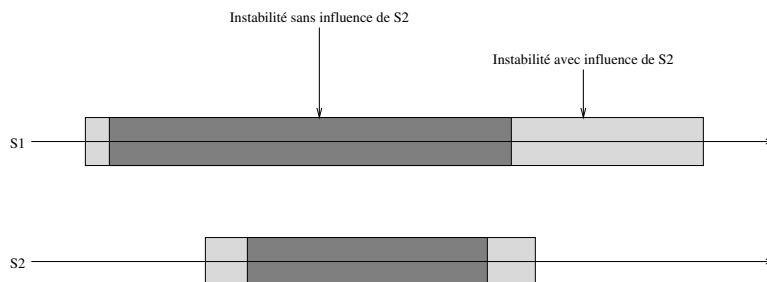 Instabilité sans influence de S2
Instabilité avec influence de S2
S1
S2